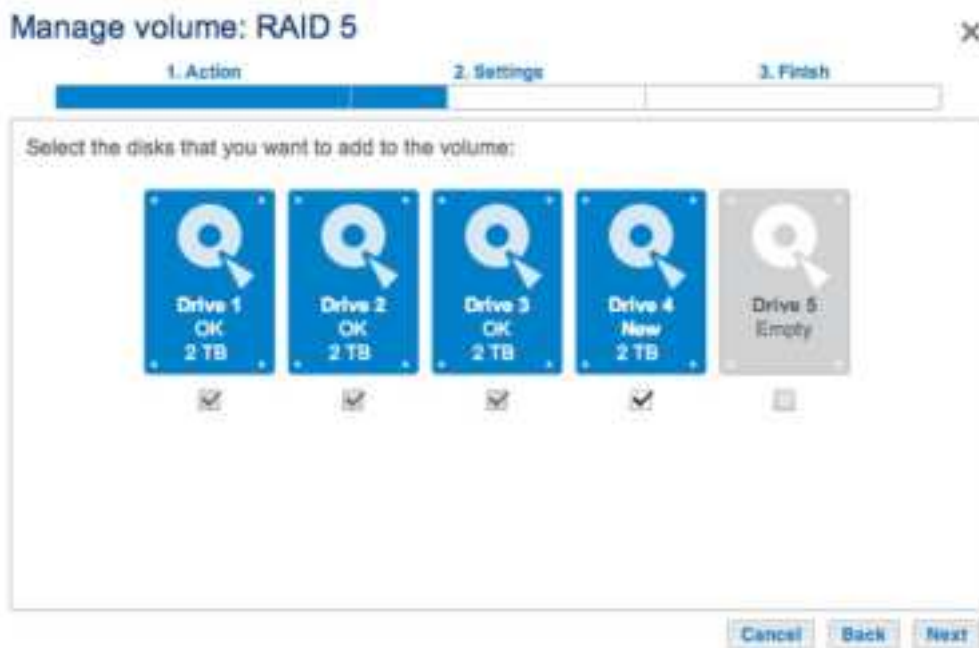 Manage volume: RAID 5
1. Action
2. Settings
3. Finish
Select the disks that you want to add to the volume:
Drive 1
OK
2 TB
Drive 2
OK
2 TB
Drive 3
OK
2 TB
Drive 4
New
2 TB
Drive 5
Empty
Cancel
Back
Next